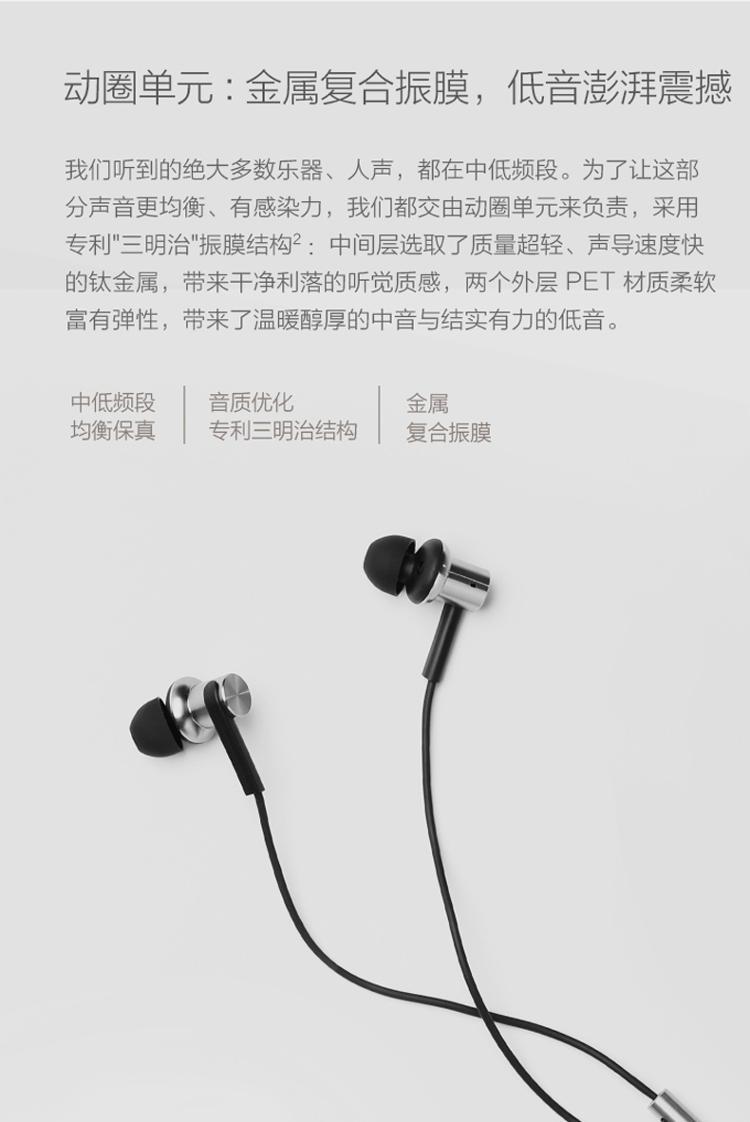 动圈单元：金属复合振膜，低音澎湃震撼
我们听到的绝大多数乐器、人声，都在中低频段。为了让这部
分声音更均衡、有感染力，我们都交由动圈单元来负责，采用
专利"三明治"振膜结构²：中间层选取了质量超轻、声导速度快
的钛金属，带来干净利落的听觉质感，两个外层 PET 材质柔软
富有弹性，带来了温暖醇厚的中音与结实有力的低音。
中低频段
均衡保真
音质优化
专利三明治结构
金属
复合振膜